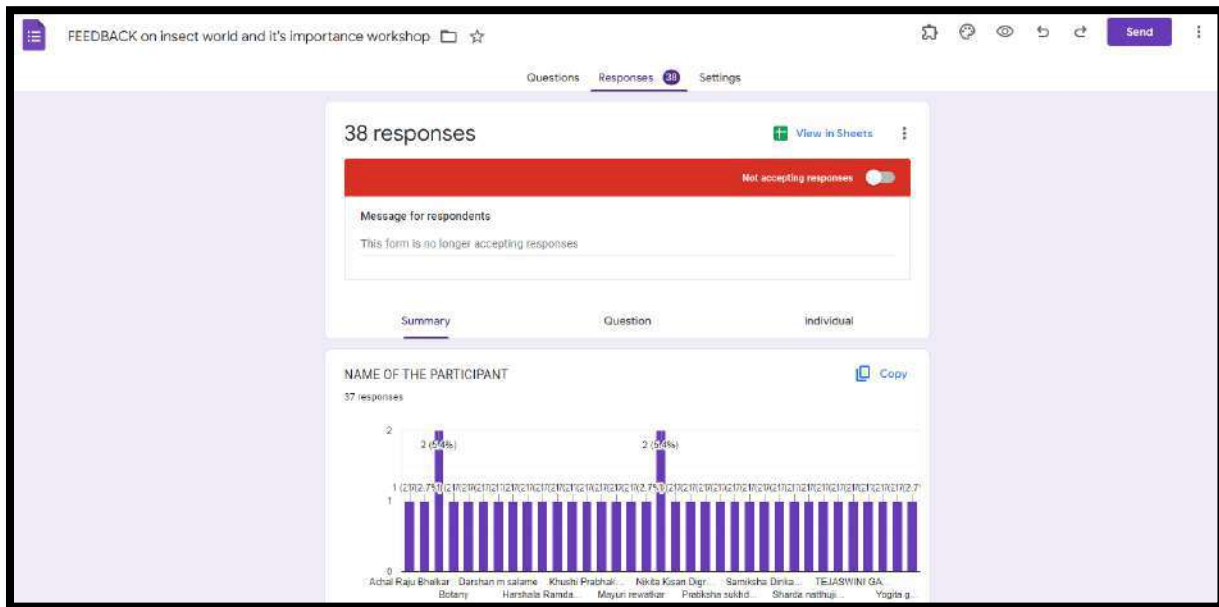 FEEDBACK on insect world and it's importance workshop
Send
Questions Responses 38 Settings
38 responses
View in Sheets
Not accepting responses
Message for respondents
This form is no longer accepting responses
Summary Question Individual
NAME OF THE PARTICIPANT
Copy
37 responses
2
2 (5.4%)
2 (5.4%)
1
0
Achal Raju Bhalkar Darshan m salame Khushi Prabhak... Nikita Kisan Digr... Samiksha Dinka... TEJASWINI GA...
Botany Harshala Ramda... Mayuri rewatkar Pratiksha sukhd... Sharda natthuji... Yogita g...